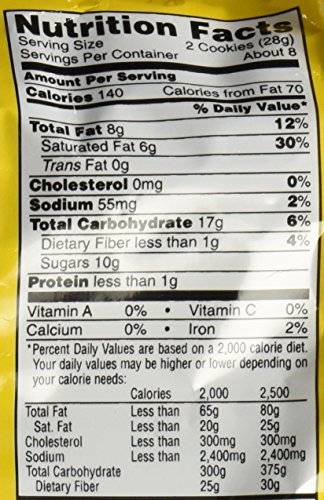 Nutrition Facts
Serving Size 2 Cookies (28g)
Servings Per Container About 8
Amount Per Serving
Calories 140 Calories from Fat 70
% Daily Value*
Total Fat 8g 12%
Saturated Fat 6g 30%
Trans Fat 0g
Cholesterol 0mg 0%
Sodium 55mg 2%
Total Carbohydrate 17g 6%
Dietary Fiber less than 1g 4%
Sugars 10g
Protein less than 1g
Vitamin A 0% • Vitamin C 0%
Calcium 0% • Iron 2%
*Percent Daily Values are based on a 2,000 calorie diet.
Your daily values may be higher or lower depending on
your calorie needs:
Calories 2,000 2,500
Total Fat Less than 65g 80g
Sat. Fat Less than 20g 25g
Cholesterol Less than 300mg 300mg
Sodium Less than 2,400mg 2,400mg
Total Carbohydrate 300g 375g
Dietary Fiber 25g 30g